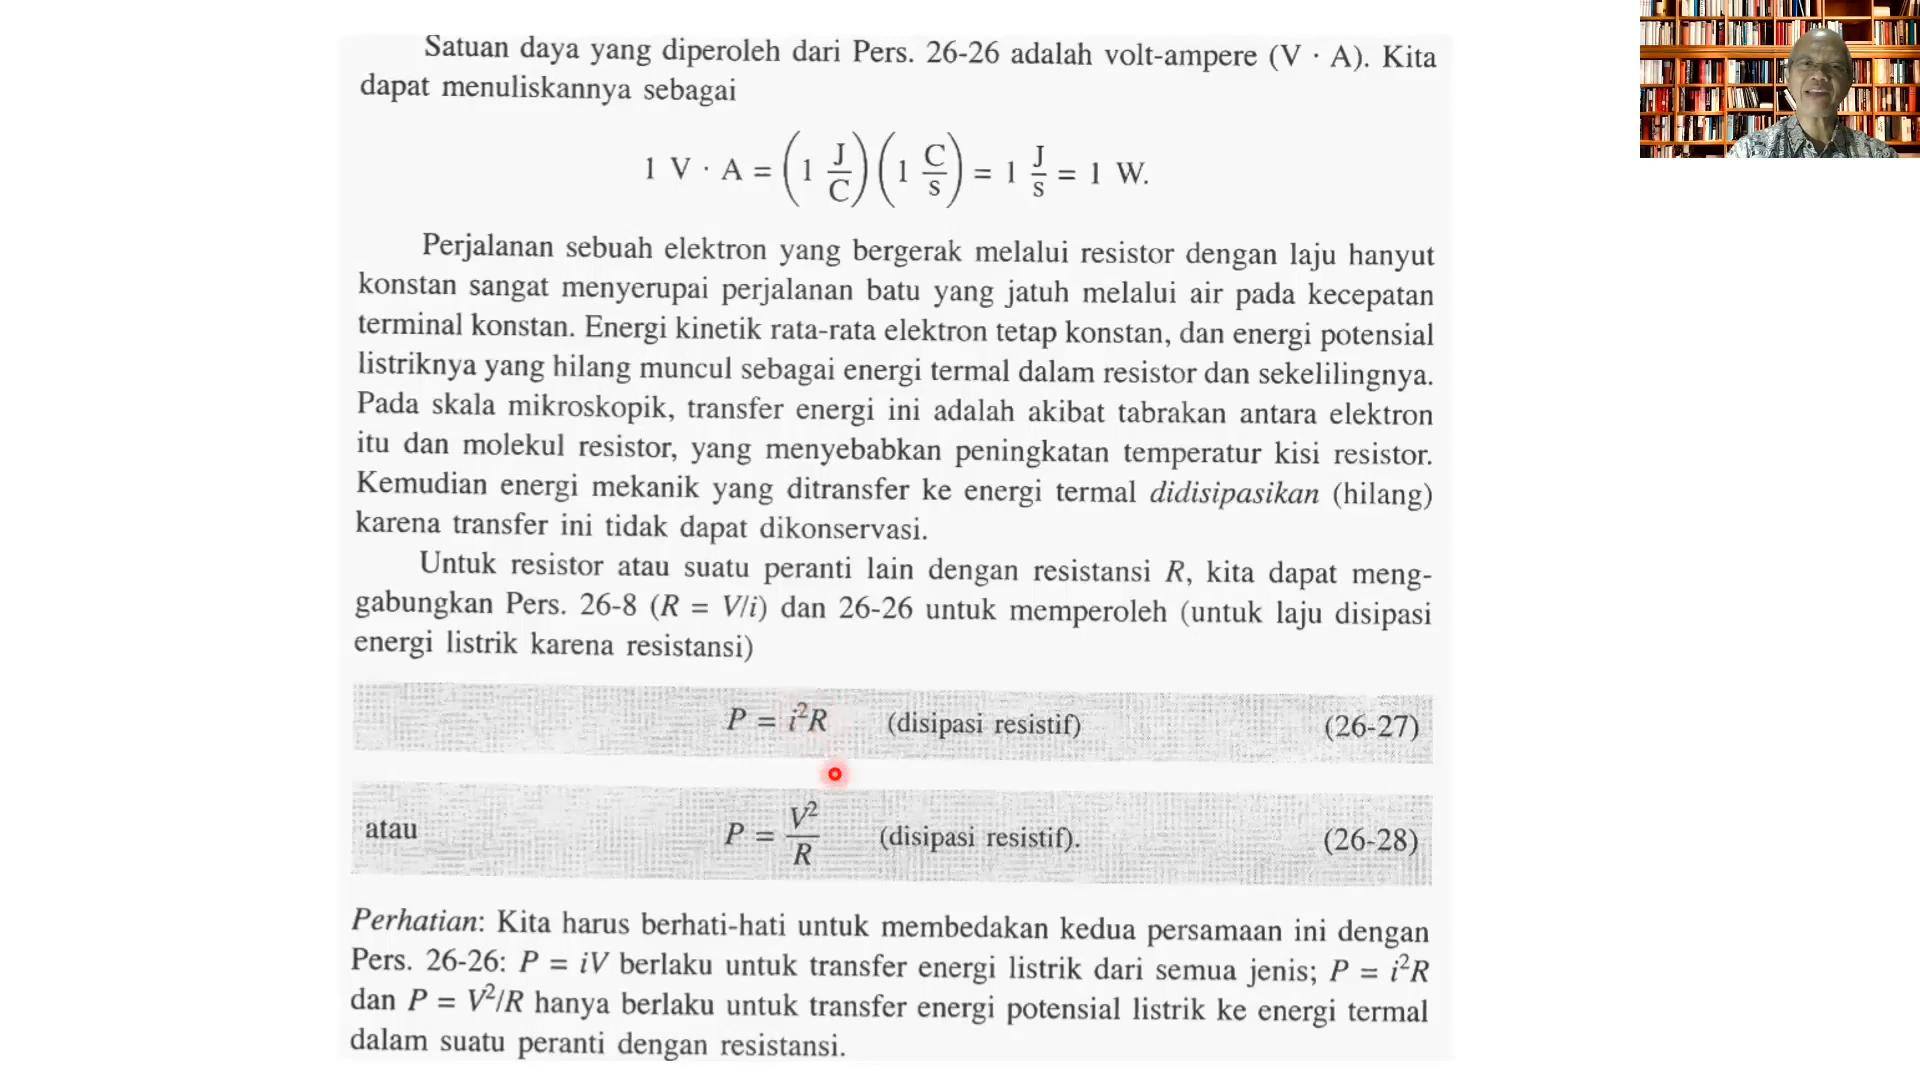 Satuan daya yang diperoleh dari Pers. 26-26 adalah volt-ampere (V · A). Kita
dapat menuliskannya sebagai
1 V · A = (1 J/C)(1 C/s) = 1 J/s = 1 W.
Perjalanan sebuah elektron yang bergerak melalui resistor dengan laju hanyut
konstan sangat menyerupai perjalanan batu yang jatuh melalui air pada kecepatan
terminal konstan. Energi kinetik rata-rata elektron tetap konstan, dan energi potensial
listriknya yang hilang muncul sebagai energi termal dalam resistor dan sekelilingnya.
Pada skala mikroskopik, transfer energi ini adalah akibat tabrakan antara elektron
itu dan molekul resistor, yang menyebabkan peningkatan temperatur kisi resistor.
Kemudian energi mekanik yang ditransfer ke energi termal didisipasikan (hilang)
karena transfer ini tidak dapat dikonservasi.
Untuk resistor atau suatu peranti lain dengan resistansi R, kita dapat meng-
gabungkan Pers. 26-8 (R = V/i) dan 26-26 untuk memperoleh (untuk laju disipasi
energi listrik karena resistansi)
P = i²R (disipasi resistif) (26-27)
atau P = V²/R (disipasi resistif). (26-28)
Perhatian: Kita harus berhati-hati untuk membedakan kedua persamaan ini dengan
Pers. 26-26: P = iV berlaku untuk transfer energi listrik dari semua jenis; P = i²R
dan P = V²/R hanya berlaku untuk transfer energi potensial listrik ke energi termal
dalam suatu peranti dengan resistansi.